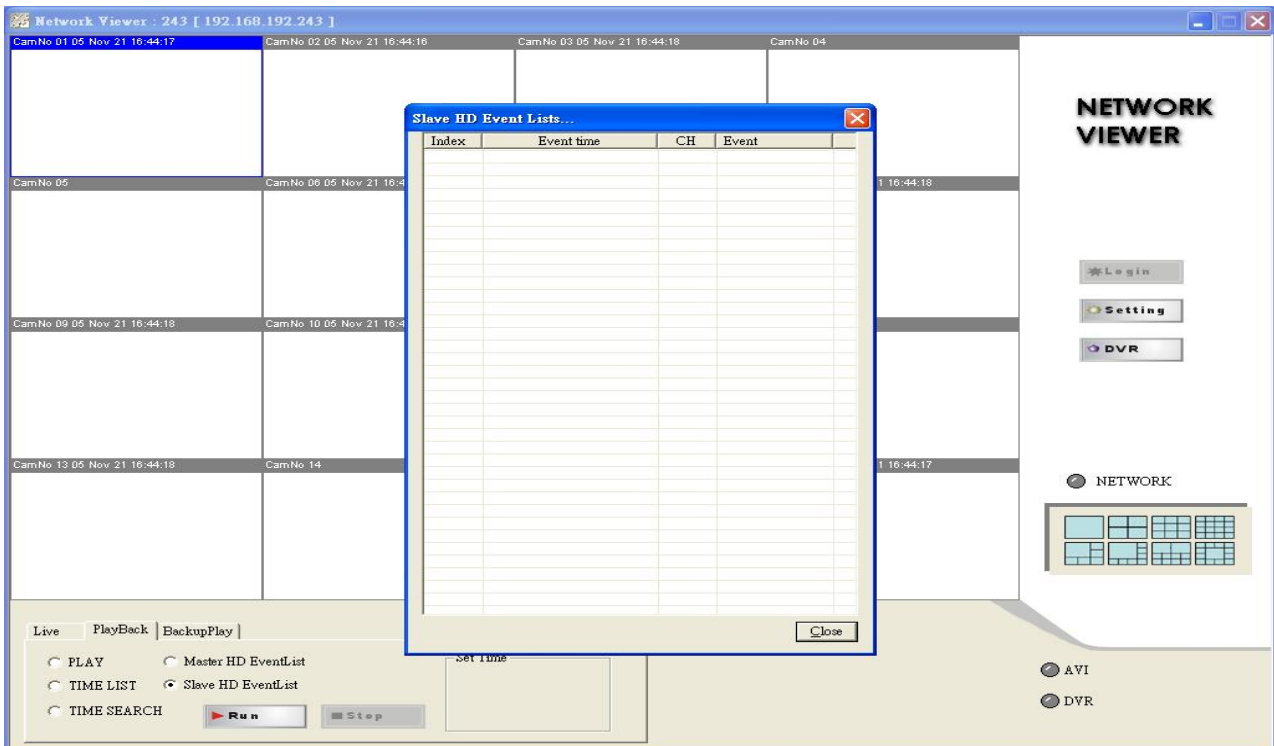 Network Viewer : 243 [ 192.168.192.243 ]
CamNo 01 05 Nov 21 16:44:17
CamNo 02 05 Nov 21 16:44:16
CamNo 03 05 Nov 21 16:44:18
CamNo 04
NETWORK
VIEWER
Slave HD Event Lists...
Index Event time CH Event
CamNo 05
CamNo 06 05 Nov 21 16:4
1 16:44:18
Login
Setting
DVR
CamNo 09 05 Nov 21 16:44:18
CamNo 10 05 Nov 21 16:4
CamNo 13 05 Nov 21 16:44:18
CamNo 14
1 16:44:17
NETWORK
Close
Live PlayBack BackupPlay
PLAY Master HD EventList
TIME LIST Slave HD EventList
TIME SEARCH Run Stop
Set Time
AVI
DVR